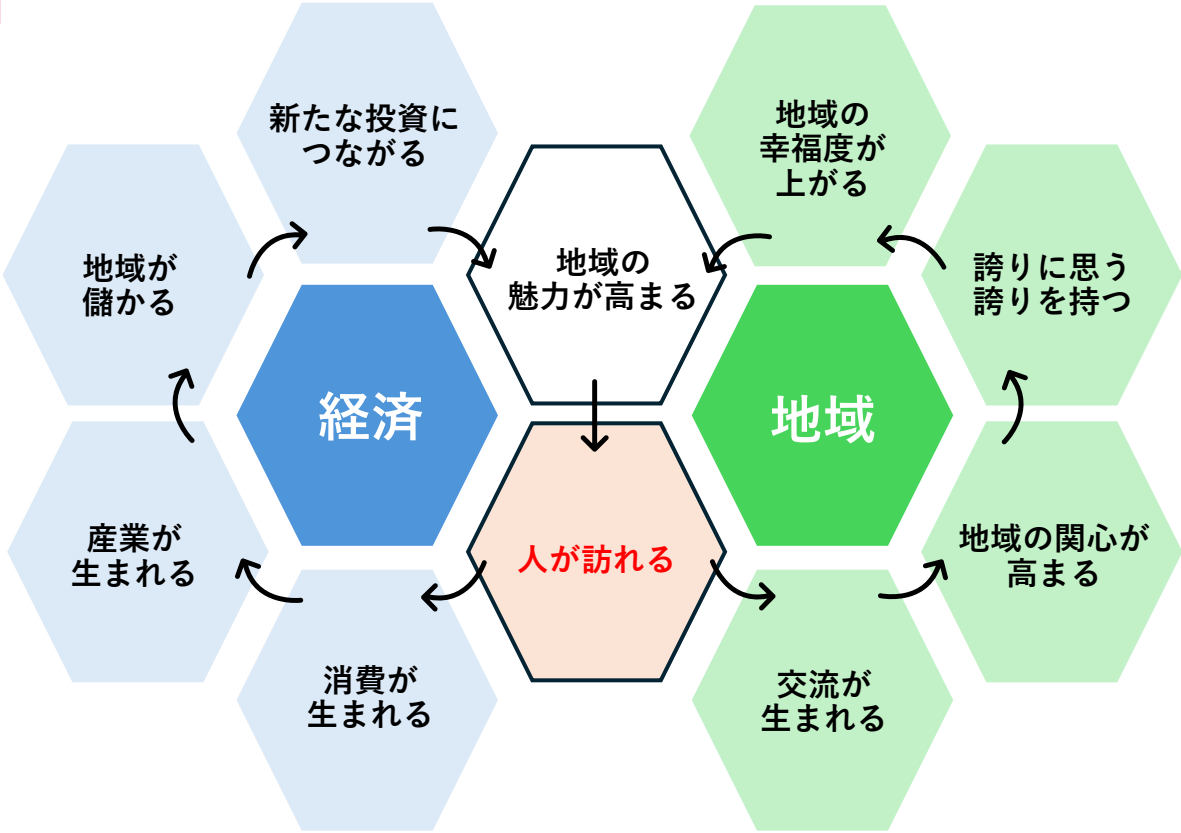 新たな投資に
つながる
地域の
幸福度が
上がる
地域が
儲かる
地域の
魅力が高まる
誇りに思う
誇りを持つ
経済
地域
産業が
生まれる
人が訪れる
地域の関心が
高まる
消費が
生まれる
交流が
生まれる